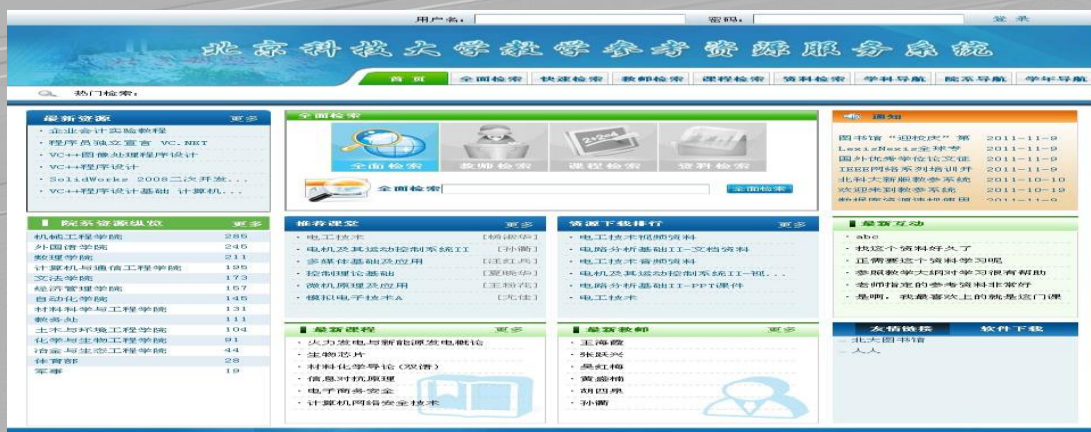 用户名: 密码: 登 录
北京科技大学教学参考资源服务系统
首 页 全面检索 快速检索 教师检索 课程检索 资料检索 学科导航 院系导航 学年导航
热门检索:
最新资源 更多
· 企业会计实验教程
· 程序员独立宣言 VC.NET
· VC++图像处理程序设计
· VC++程序设计
· SolidWorks 2008二次开发...
· VC++程序设计基础 计算机...
全面检索
全面检索 教师检索 课程检索 资料检索
全面检索 全面检索
通知
图书馆“迎校庆”第 2011-11-9
LexisNexis全球专 2011-11-9
国外优秀学位论文征 2011-11-9
IEEE网络系列培训开 2011-11-9
北科大新版教参系统 2011-10-10
欢迎来到教参系统 2011-10-19
院系资源纵览 更多
机械工程学院 285
外国语学院 245
数理学院 211
计算机与通信工程学院 195
文法学院 173
经济管理学院 157
自动化学院 145
材料科学与工程学院 131
教务处 111
土木与环境工程学院 104
化学与生物工程学院 91
冶金与生态工程学院 44
体育部 28
军事 19
推荐课堂 更多
· 电工技术 [杨淑华]
· 电机及其运动控制系统II [孙衢]
· 多媒体基础及应用 [汪红兵]
· 控制理论基础 [夏晓华]
· 微机原理及应用 [王粉花]
· 模拟电子技术A [尤佳]
资源下载排行 更多
· 电工技术视频资料
· 电路分析基础II-文档资料
· 电工技术音频资料
· 电机及其运动控制系统II-视...
· 电路分析基础II-PPT课件
· 电工技术
最新互动
· abc
· 找这个资料好久了
· 正需要这个资料学习呢
· 参照教学大纲对学习很有帮助
· 老师指定的参考资料非常好
· 是啊，我最喜欢上的就是这门课
最新课程 更多
· 火力发电与新能源发电概论
· 生物芯片
· 材料化学导论(双语)
· 信息对抗原理
· 电子商务安全
· 计算机网络安全技术
最新教师 更多
· 王海霞
· 张跃兴
· 吴红梅
· 黄盛楠
· 胡四泉
· 孙衢
友情链接 软件下载
北大图书馆
人人